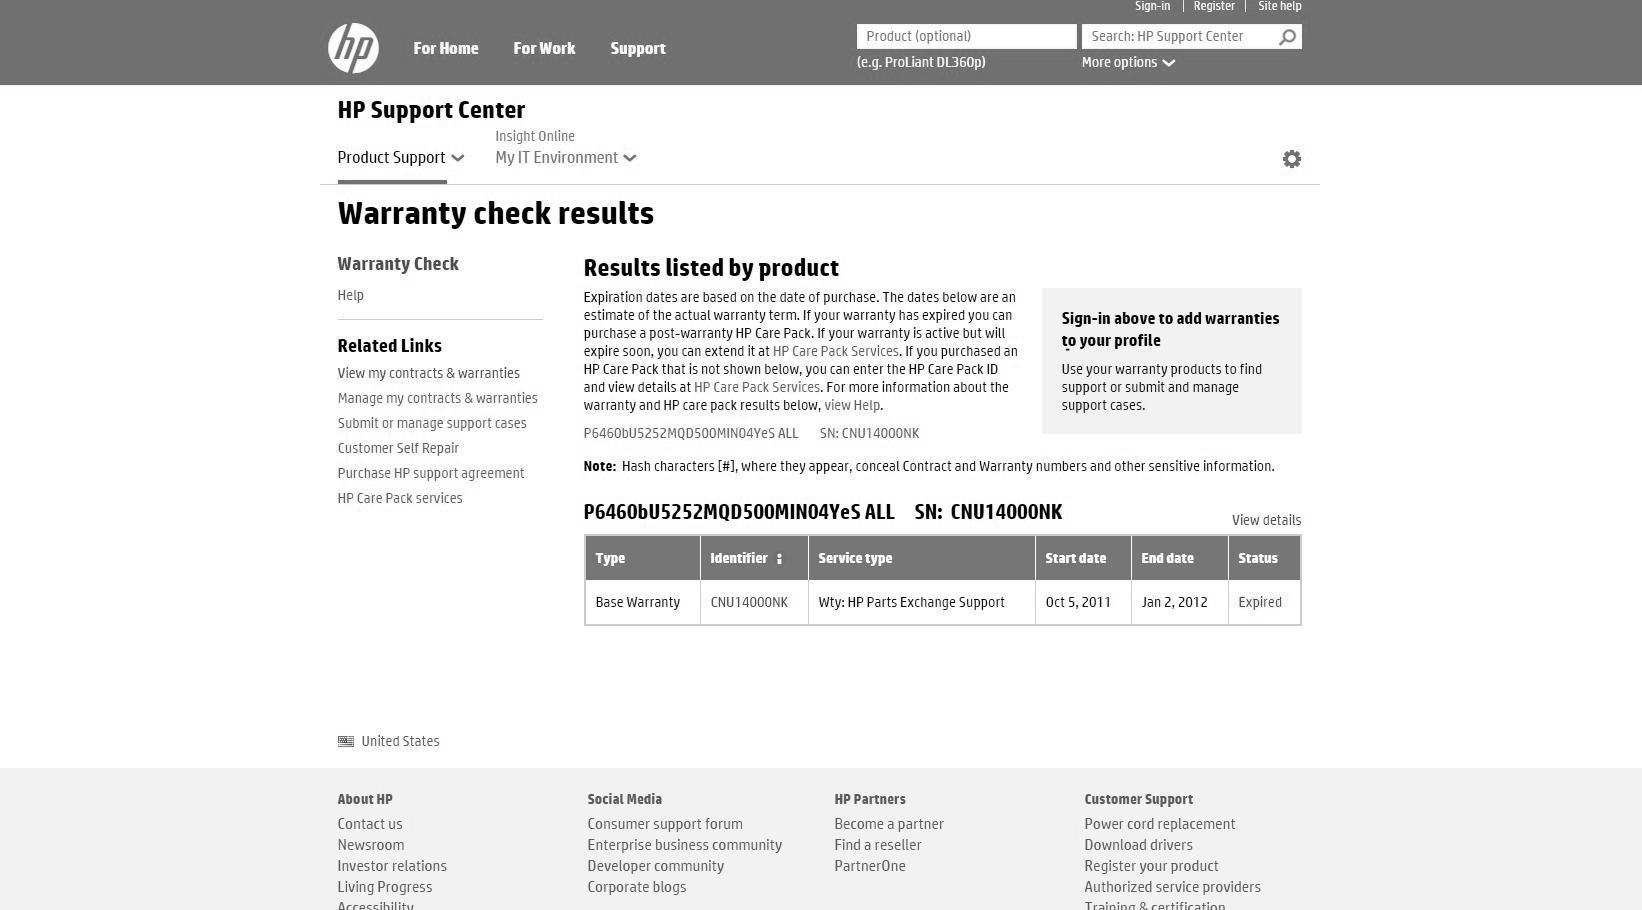 Sign-in | Register | Site help
hp
For Home For Work Support
Product (optional)
Search: HP Support Center
(e.g. ProLiant DL360p)
More options
HP Support Center
Insight Online
Product Support
My IT Environment
Warranty check results
Warranty Check
Help
Related Links
View my contracts & warranties
Manage my contracts & warranties
Submit or manage support cases
Customer Self Repair
Purchase HP support agreement
HP Care Pack services
Results listed by product
Expiration dates are based on the date of purchase. The dates below are an
estimate of the actual warranty term. If your warranty has expired you can
purchase a post-warranty HP Care Pack. If your warranty is active but will
expire soon, you can extend it at HP Care Pack Services. If you purchased an
HP Care Pack that is not shown below, you can enter the HP Care Pack ID
and view details at HP Care Pack Services. For more information about the
warranty and HP care pack results below, view Help.
Sign-in above to add warranties
to your profile
Use your warranty products to find
support or submit and manage
support cases.
P6460bU5252MQD500MIN04YeS ALL SN: CNU14000NK
Note: Hash characters [#], where they appear, conceal Contract and Warranty numbers and other sensitive information.
P6460bU5252MQD500MIN04YeS ALL SN: CNU14000NK
View details
Type Identifier Service type Start date End date Status
Base Warranty CNU14000NK Wty: HP Parts Exchange Support Oct 5, 2011 Jan 2, 2012 Expired
United States
About HP
Contact us
Newsroom
Investor relations
Living Progress
Accessibility
Social Media
Consumer support forum
Enterprise business community
Developer community
Corporate blogs
HP Partners
Become a partner
Find a reseller
PartnerOne
Customer Support
Power cord replacement
Download drivers
Register your product
Authorized service providers
Training & certification